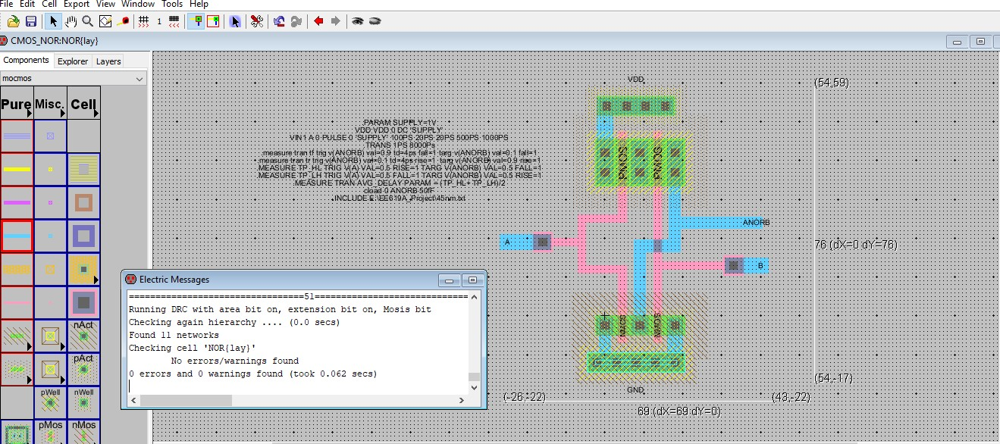 File Edit Cell Export View Window Tools Help
1
CMOS_NOR:NOR{lay}
Components Explorer Layers
mocmos
Pure Misc. Cell
nAct
pAct
pWell nWell
pMos nMos
.PARAM SUPPLY=1V
VDD VDD 0 DC 'SUPPLY'
VIN1 A 0 PULSE 0 'SUPPLY' 100PS 20PS 20PS 500PS 1000PS
.TRANS 1PS 8000Ps
.measure tran tf trig v(ANORB) val=0.9 td=4ps fall=1 targ v(ANORB) val=0.1 fall=1
.measure tran tr trig v(ANORB) val=0.1 td=4ps rise=1 targ v(ANORB) val=0.9 rise=1
.MEASURE TP_HL TRIG V(A) VAL=0.5 RISE=1 TARG V(ANORB) VAL=0.5 FALL=1
.MEASURE TP_LH TRIG V(A) VAL=0.5 FALL=1 TARG V(ANORB) VAL=0.5 RISE=1
.MEASURE TRAN AVG_DELAY PARAM = (TP_HL+ TP_LH)/2
cload 0 ANORB 50fF
.INCLUDE E:\EE619A_Project\45nm.txt
VDD
PMOS PMOS
ANORB
A
B
GND
(54,59)
76 (dX=0 dY=76)
(54,-17)
(-26,-22)
(43,-22)
69 (dX=69 dY=0)
Electric Messages
=================================51=================================
Running DRC with area bit on, extension bit on, Mosis bit
Checking again hierarchy .... (0.0 secs)
Found 11 networks
Checking cell 'NOR{lay}'
No errors/warnings found
0 errors and 0 warnings found (took 0.062 secs)